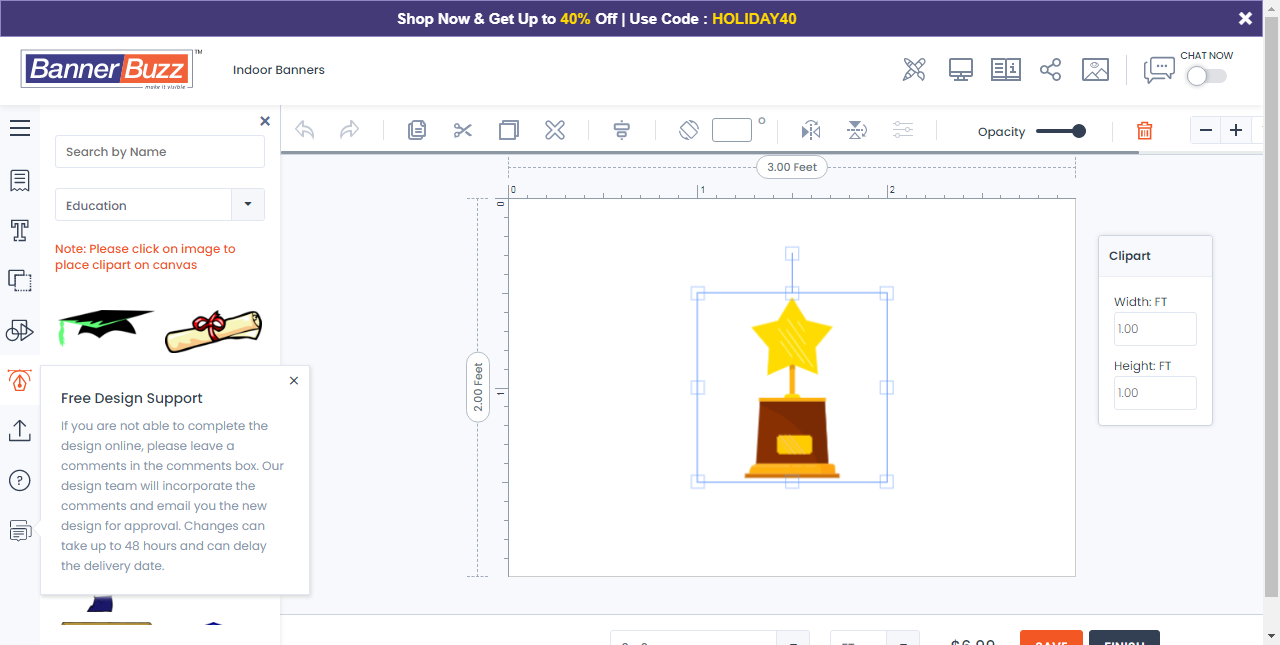 Shop Now & Get Up to 40% Off | Use Code : HOLIDAY40
BannerBuzz™
make it visible
Indoor Banners
CHAT NOW
Search by Name
Education
Note: Please click on image to
place clipart on canvas
Opacity
3.00 Feet
0 1 2
0
1
2.00 Feet
Clipart
Width: FT
1.00
Height: FT
1.00
Free Design Support
If you are not able to complete the
design online, please leave a
comments in the comments box. Our
design team will incorporate the
comments and email you the new
design for approval. Changes can
take up to 48 hours and can delay
the delivery date.
$6.99
SAVE
FINISH